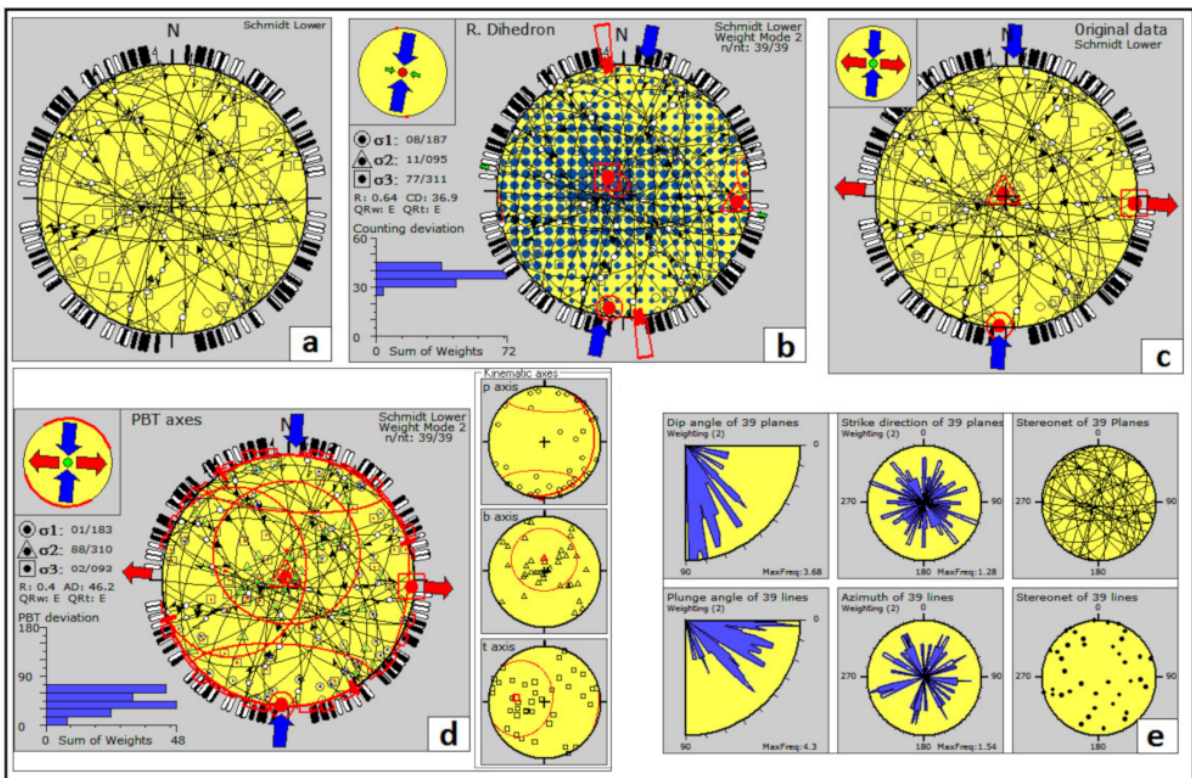 Schmidt Lower
N
a
R. Dihedron
Schmidt Lower
Weight Mode 2
n/nt: 39/39
N
σ1: 08/187
σ2: 11/095
σ3: 77/311
R: 0.64 CD: 36.9
QRw: E QRt: E
Counting deviation
60
30
0
0 Sum of Weights 72
b
Original data
Schmidt Lower
N
c
PBT axes
Schmidt Lower
Weight Mode 2
n/nt: 39/39
N
σ1: 01/183
σ2: 88/310
σ3: 02/093
R: 0.4 AD: 46.2
QRw: E QRt: E
PBT deviation
180
90
0
0 Sum of Weights 48
d
Kinematic axes
p axis
b axis
t axis
Dip angle of 39 planes
Weighting (2)
0
90
MaxFreq:3.68
Strike direction of 39 planes
Weighting (2)
0
270
90
180
MaxFreq:1.28
Stereonet of 39 Planes
0
270
90
180
Plunge angle of 39 lines
Weighting (2)
0
90
MaxFreq:4.3
Azimuth of 39 lines
Weighting (2)
0
270
90
180
MaxFreq:1.54
Stereonet of 39 lines
0
270
90
180
e